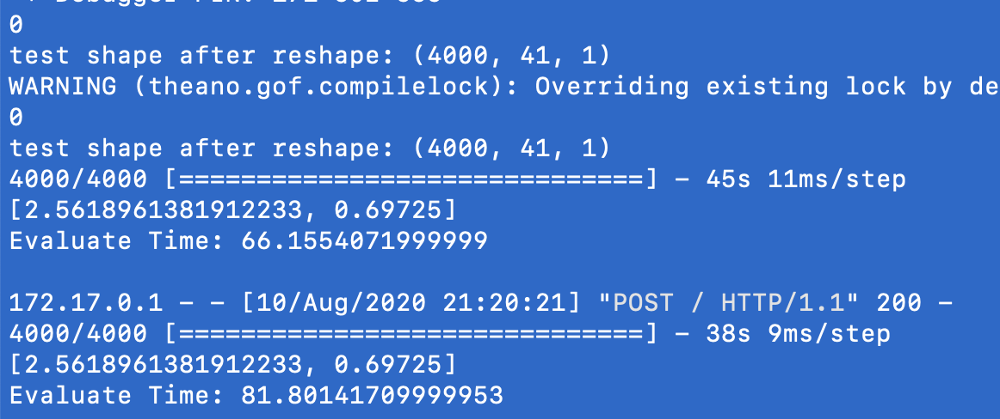 0
test shape after reshape: (4000, 41, 1)
WARNING (theano.gof.compilelock): Overriding existing lock by de
0
test shape after reshape: (4000, 41, 1)
4000/4000 [==============================] - 45s 11ms/step
[2.5618961381912233, 0.69725]
Evaluate Time: 66.1554071999999
172.17.0.1 - - [10/Aug/2020 21:20:21] "POST / HTTP/1.1" 200 -
4000/4000 [==============================] - 38s 9ms/step
[2.5618961381912233, 0.69725]
Evaluate Time: 81.80141709999953